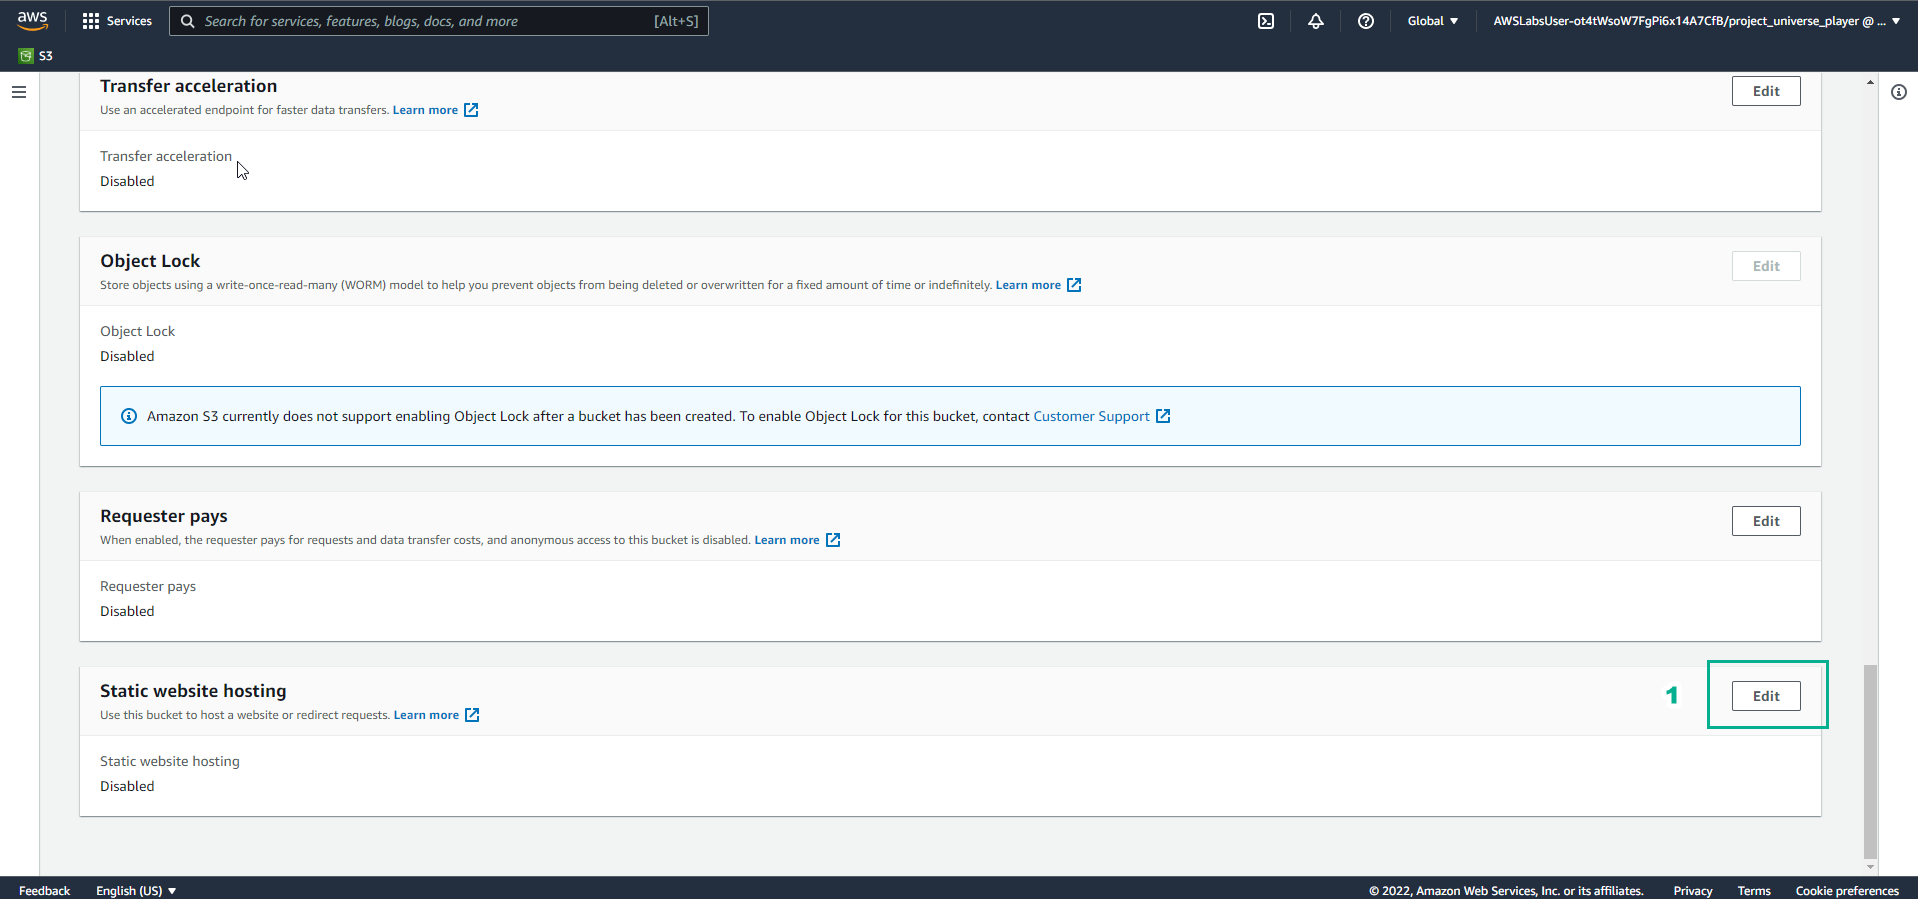 aws
Services
Search for services, features, blogs, docs, and more [Alt+S]
Global
AWSLabsUser-ot4tWsoW7FgPi6x14A7CfB/project_universe_player @ ...
S3
Transfer acceleration
Edit
Use an accelerated endpoint for faster data transfers. Learn more
Transfer acceleration
Disabled
Object Lock
Edit
Store objects using a write-once-read-many (WORM) model to help you prevent objects from being deleted or overwritten for a fixed amount of time or indefinitely. Learn more
Object Lock
Disabled
Amazon S3 currently does not support enabling Object Lock after a bucket has been created. To enable Object Lock for this bucket, contact Customer Support
Requester pays
Edit
When enabled, the requester pays for requests and data transfer costs, and anonymous access to this bucket is disabled. Learn more
Requester pays
Disabled
Static website hosting
1
Edit
Use this bucket to host a website or redirect requests. Learn more
Static website hosting
Disabled
Feedback English (US) © 2022, Amazon Web Services, Inc. or its affiliates. Privacy Terms Cookie preferences